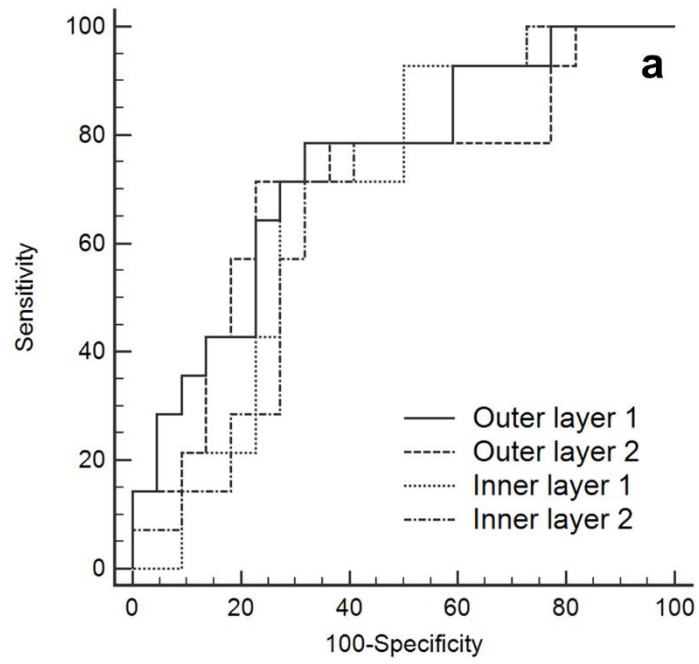 a
Sensitivity
100
80
60
40
20
0
Outer layer 1
Outer layer 2
Inner layer 1
Inner layer 2
0 20 40 60 80 100
100-Specificity